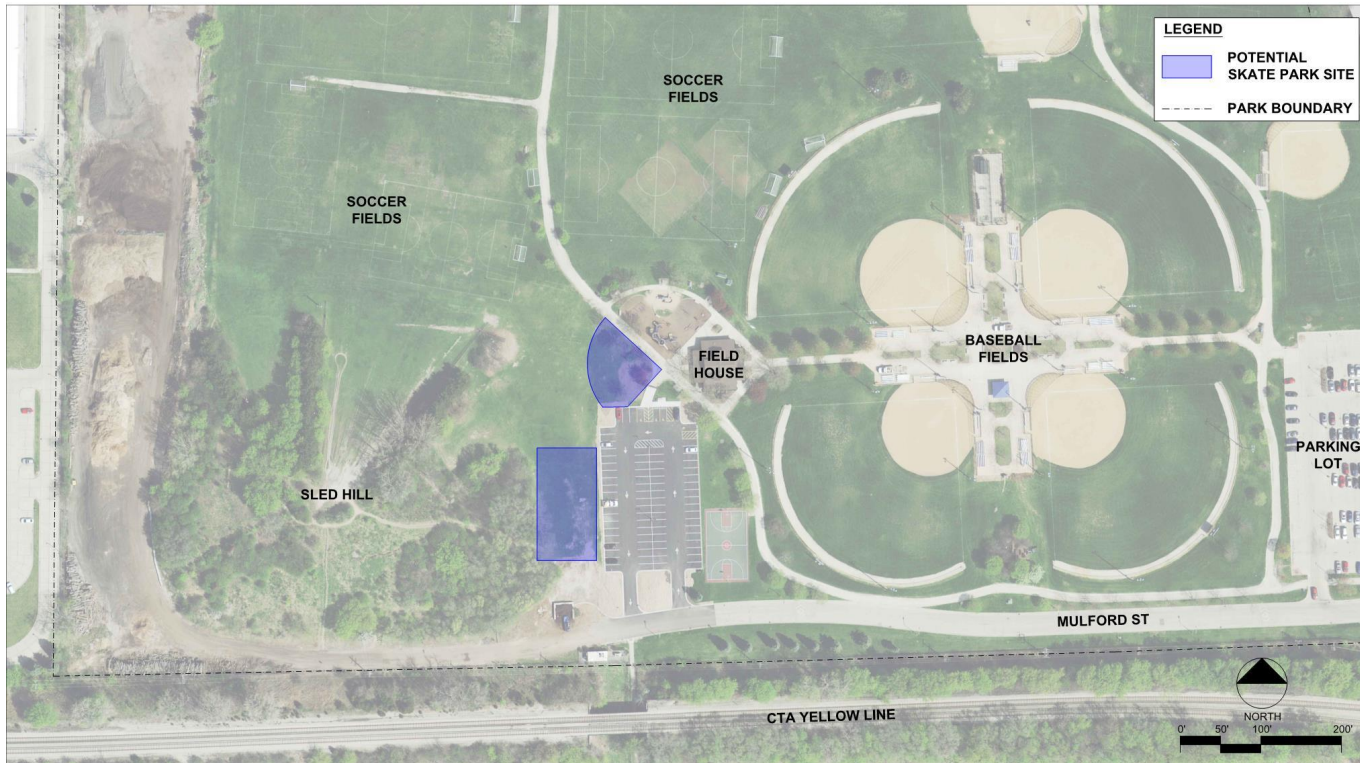 LEGEND
POTENTIAL
SKATE PARK SITE
PARK BOUNDARY
SOCCER
FIELDS
SOCCER
FIELDS
FIELD
HOUSE
BASEBALL
FIELDS
PARKING
LOT
SLED HILL
MULFORD ST
CTA YELLOW LINE
NORTH
0' 50' 100' 200'